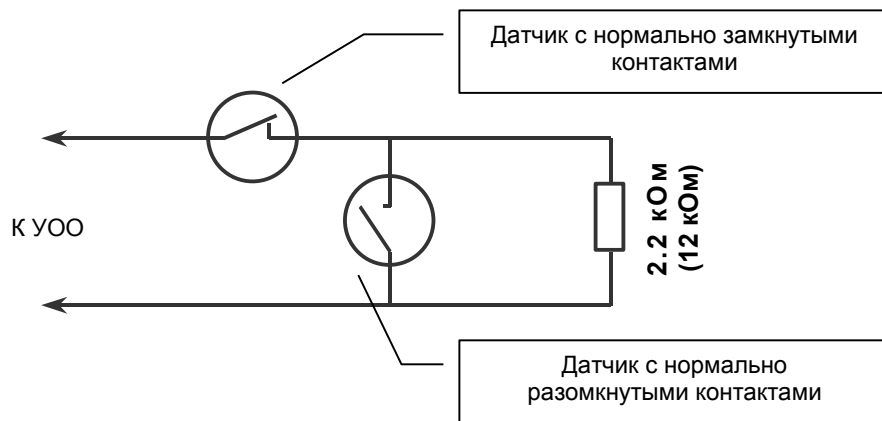 Датчик с нормально замкнутыми
контактами
К УОО
2.2 кОм
(12 кОм)
Датчик с нормально
разомкнутыми контактами